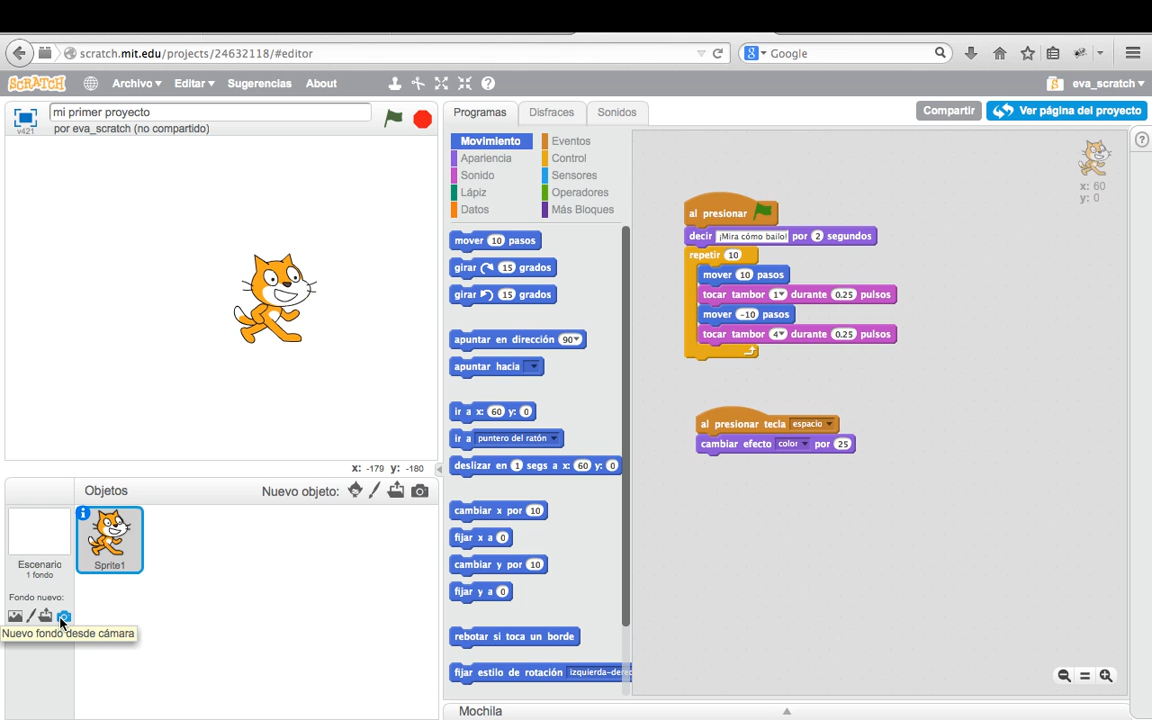 scratch.mit.edu/projects/24632118/#editor
Google
SCRATCH
Archivo
Editar
Sugerencias
About
eva_scratch
v421
mi primer proyecto
por eva_scratch (no compartido)
Programas
Disfraces
Sonidos
Compartir
Ver página del proyecto
Movimiento
Eventos
Apariencia
Control
Sonido
Sensores
Lápiz
Operadores
Datos
Más Bloques
mover 10 pasos
girar 15 grados
girar 15 grados
apuntar en dirección 90
apuntar hacia
ir a x: 60 y: 0
ir a puntero del ratón
deslizar en 1 segs a x: 60 y: 0
cambiar x por 10
fijar x a 0
cambiar y por 10
fijar y a 0
rebotar si toca un borde
fijar estilo de rotación
x: 60
y: 0
al presionar
decir ¡Mira cómo bailo! por 2 segundos
repetir 10
mover 10 pasos
tocar tambor 1 durante 0.25 pulsos
mover -10 pasos
tocar tambor 4 durante 0.25 pulsos
al presionar tecla espacio
cambiar efecto color por 25
x: -179 y: -180
Objetos
Nuevo objeto:
Escenario
1 fondo
Sprite1
Fondo nuevo:
Nuevo fondo desde cámara
Mochila